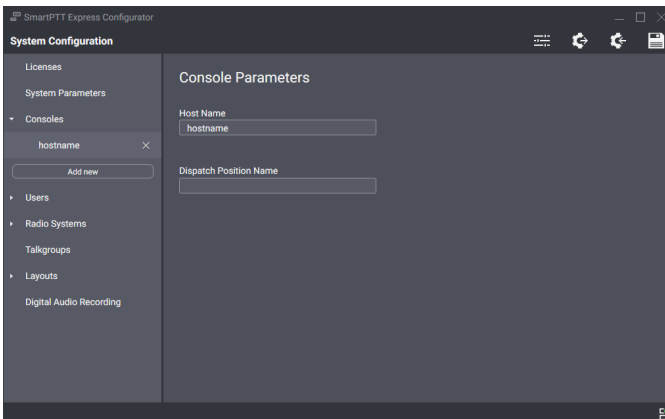 SmartPTT Express Configurator
System Configuration
Licenses
System Parameters
Consoles
hostname
Add new
Users
Radio Systems
Talkgroups
Layouts
Digital Audio Recording
Console Parameters
Host Name
hostname
Dispatch Position Name